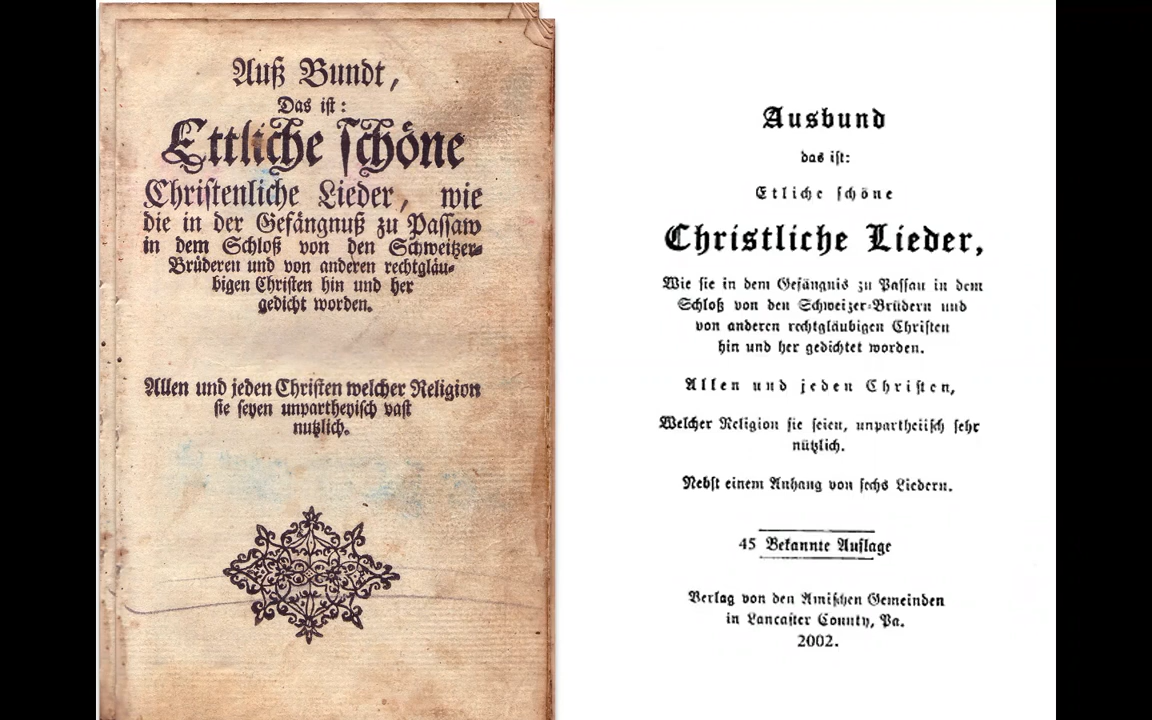 Auß Bundt,
Das ist:
Ettliche schöne
Christenliche Lieder, wie
die in der Gefängnuß zu Passaw
in dem Schloß von den Schweitzer-
Brüderen und von anderen rechtgläu-
bigen Christen hin und her
gedicht worden.
Allen und jeden Christen welcher Religion
sie seyen unpartheyisch vast
nutzlich.
Ausbund
das ist:
Etliche schöne
Christliche Lieder,
Wie sie in dem Gefängnis zu Passau in dem
Schloß von den Schweizer-Brüdern und
von anderen rechtgläubigen Christen
hin und her gedichtet worden.
Allen und jeden Christen,
Welcher Religion sie seien, unparteiisch sehr
nützlich.
Nebst einem Anhang von sechs Liedern.
45 Bekannte Auflage
Verlag von den Amischen Gemeinden
in Lancaster County, Pa.
2002.